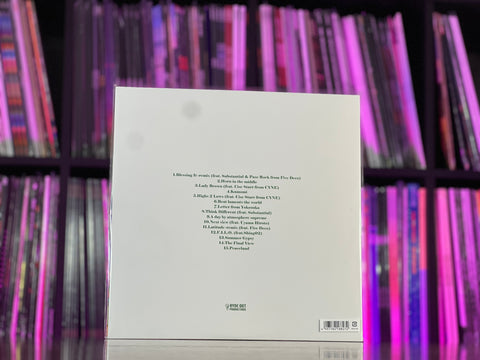 1.Blessing It-remix (feat. Substantial & Pase Rock from Five Deez)
2.Horn in the middle
3.Lady Brown (feat. Cise Starr from CYNE)
4.Kumomi
5.Highs 2 Lows (feat. Cise Starr from CYNE)
6.Beat laments the world
7.Letter from Yokosuka
8.Think Different (feat. Substantial)
9.A day by atmosphere supreme
10.Next view (feat. Uyama Hiroto)
11.Latitude-remix (feat. Five Deez)
12.F.I.L.O. (feat.Shing02)
13.Summer Gypsy
14.The Final View
15.Peaceland
HYDE OUT
PRODUCTIONS